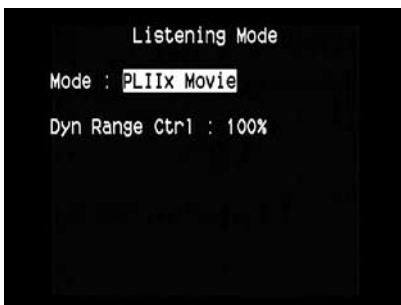 Listening Mode
Mode : PLIIx Movie
Dyn Range Ctrl : 100%